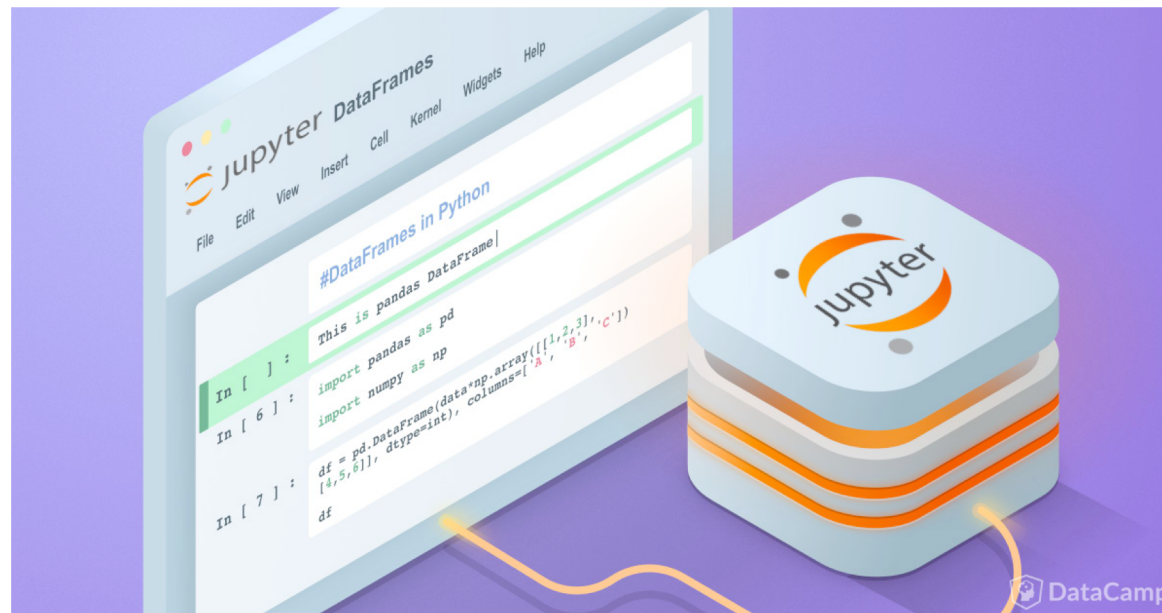 jupyter DataFrames
File Edit View Insert Cell Kernel Widgets Help
#DataFrames in Python
In [ ] : This is pandas DataFrame|
In [ 6 ] : import pandas as pd
import numpy as np
In [ 7 ] : df = pd.DataFrame(data*np.array([[1,2,3],
[4,5,6]], dtype=int), columns=['A', 'B', 'C'])
df
jupyter
DataCamp